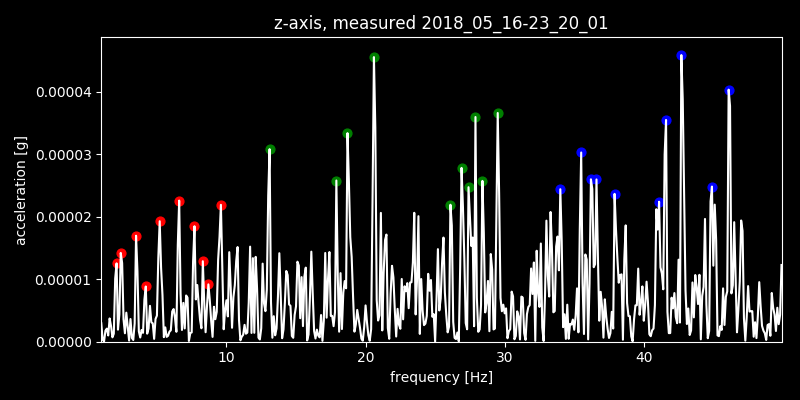 z-axis, measured 2018_05_16-23_20_01
acceleration [g]
0.00004
0.00003
0.00002
0.00001
0.00000
10 20 30 40
frequency [Hz]